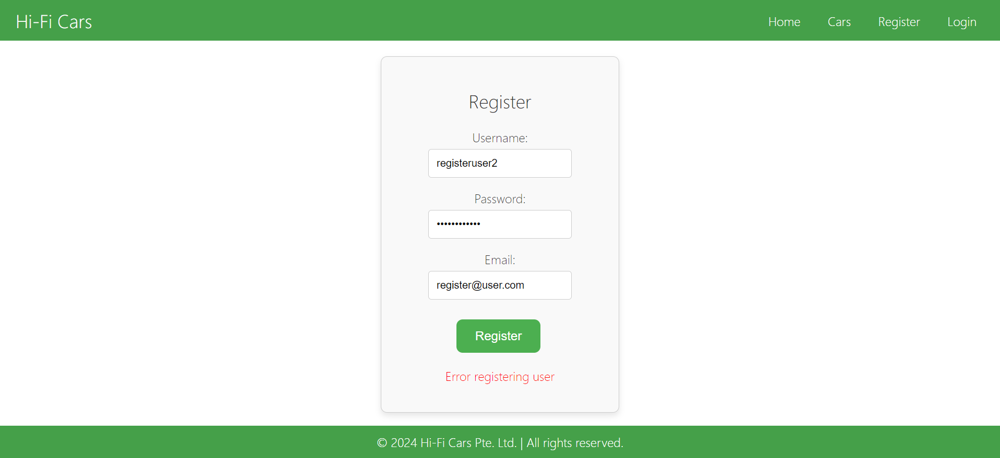 Hi-Fi Cars
Home Cars Register Login
Register
Username:
registeruser2
Password:
••••••••••••
Email:
register@user.com
Register
Error registering user
© 2024 Hi-Fi Cars Pte. Ltd. | All rights reserved.